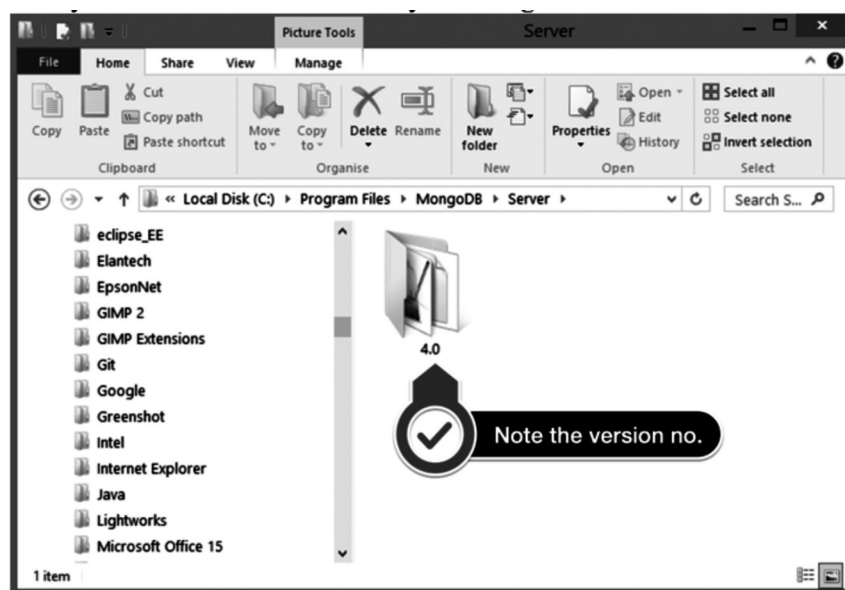 Picture Tools
Server
File Home Share View Manage
Copy
Paste
Cut
Copy path
Paste shortcut
Clipboard
Move to
Copy to
Delete
Rename
Organise
New folder
New
Properties
Open
Edit
History
Open
Select all
Select none
Invert selection
Select
« Local Disk (C:) Program Files MongoDB Server
Search S...
eclipse_EE
Elantech
EpsonNet
GIMP 2
GIMP Extensions
Git
Google
Greenshot
Intel
Internet Explorer
Java
Lightworks
Microsoft Office 15
4.0
Note the version no.
1 item